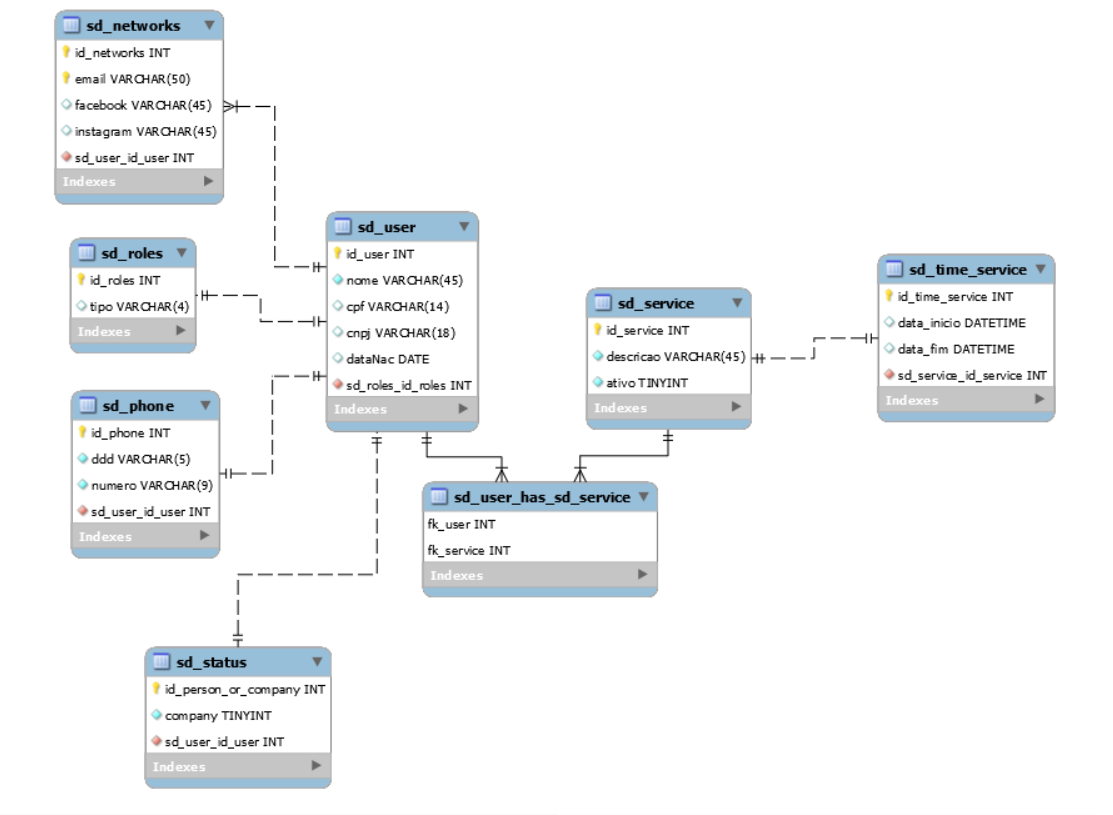 sd_networks
id_networks INT
email VARCHAR(50)
facebook VARCHAR(45)
instagram VARCHAR(45)
sd_user_id_user INT
Indexes
sd_roles
id_roles INT
tipo VARCHAR(4)
Indexes
sd_phone
id_phone INT
ddd VARCHAR(5)
numero VARCHAR(9)
sd_user_id_user INT
Indexes
sd_user
id_user INT
nome VARCHAR(45)
cpf VARCHAR(14)
cnpj VARCHAR(18)
dataNac DATE
sd_roles_id_roles INT
Indexes
sd_service
id_service INT
descricao VARCHAR(45)
ativo TINYINT
Indexes
sd_time_service
id_time_service INT
data_inicio DATETIME
data_fim DATETIME
sd_service_id_service INT
Indexes
sd_user_has_sd_service
fk_user INT
fk_service INT
Indexes
sd_status
id_person_or_company INT
company TINYINT
sd_user_id_user INT
Indexes